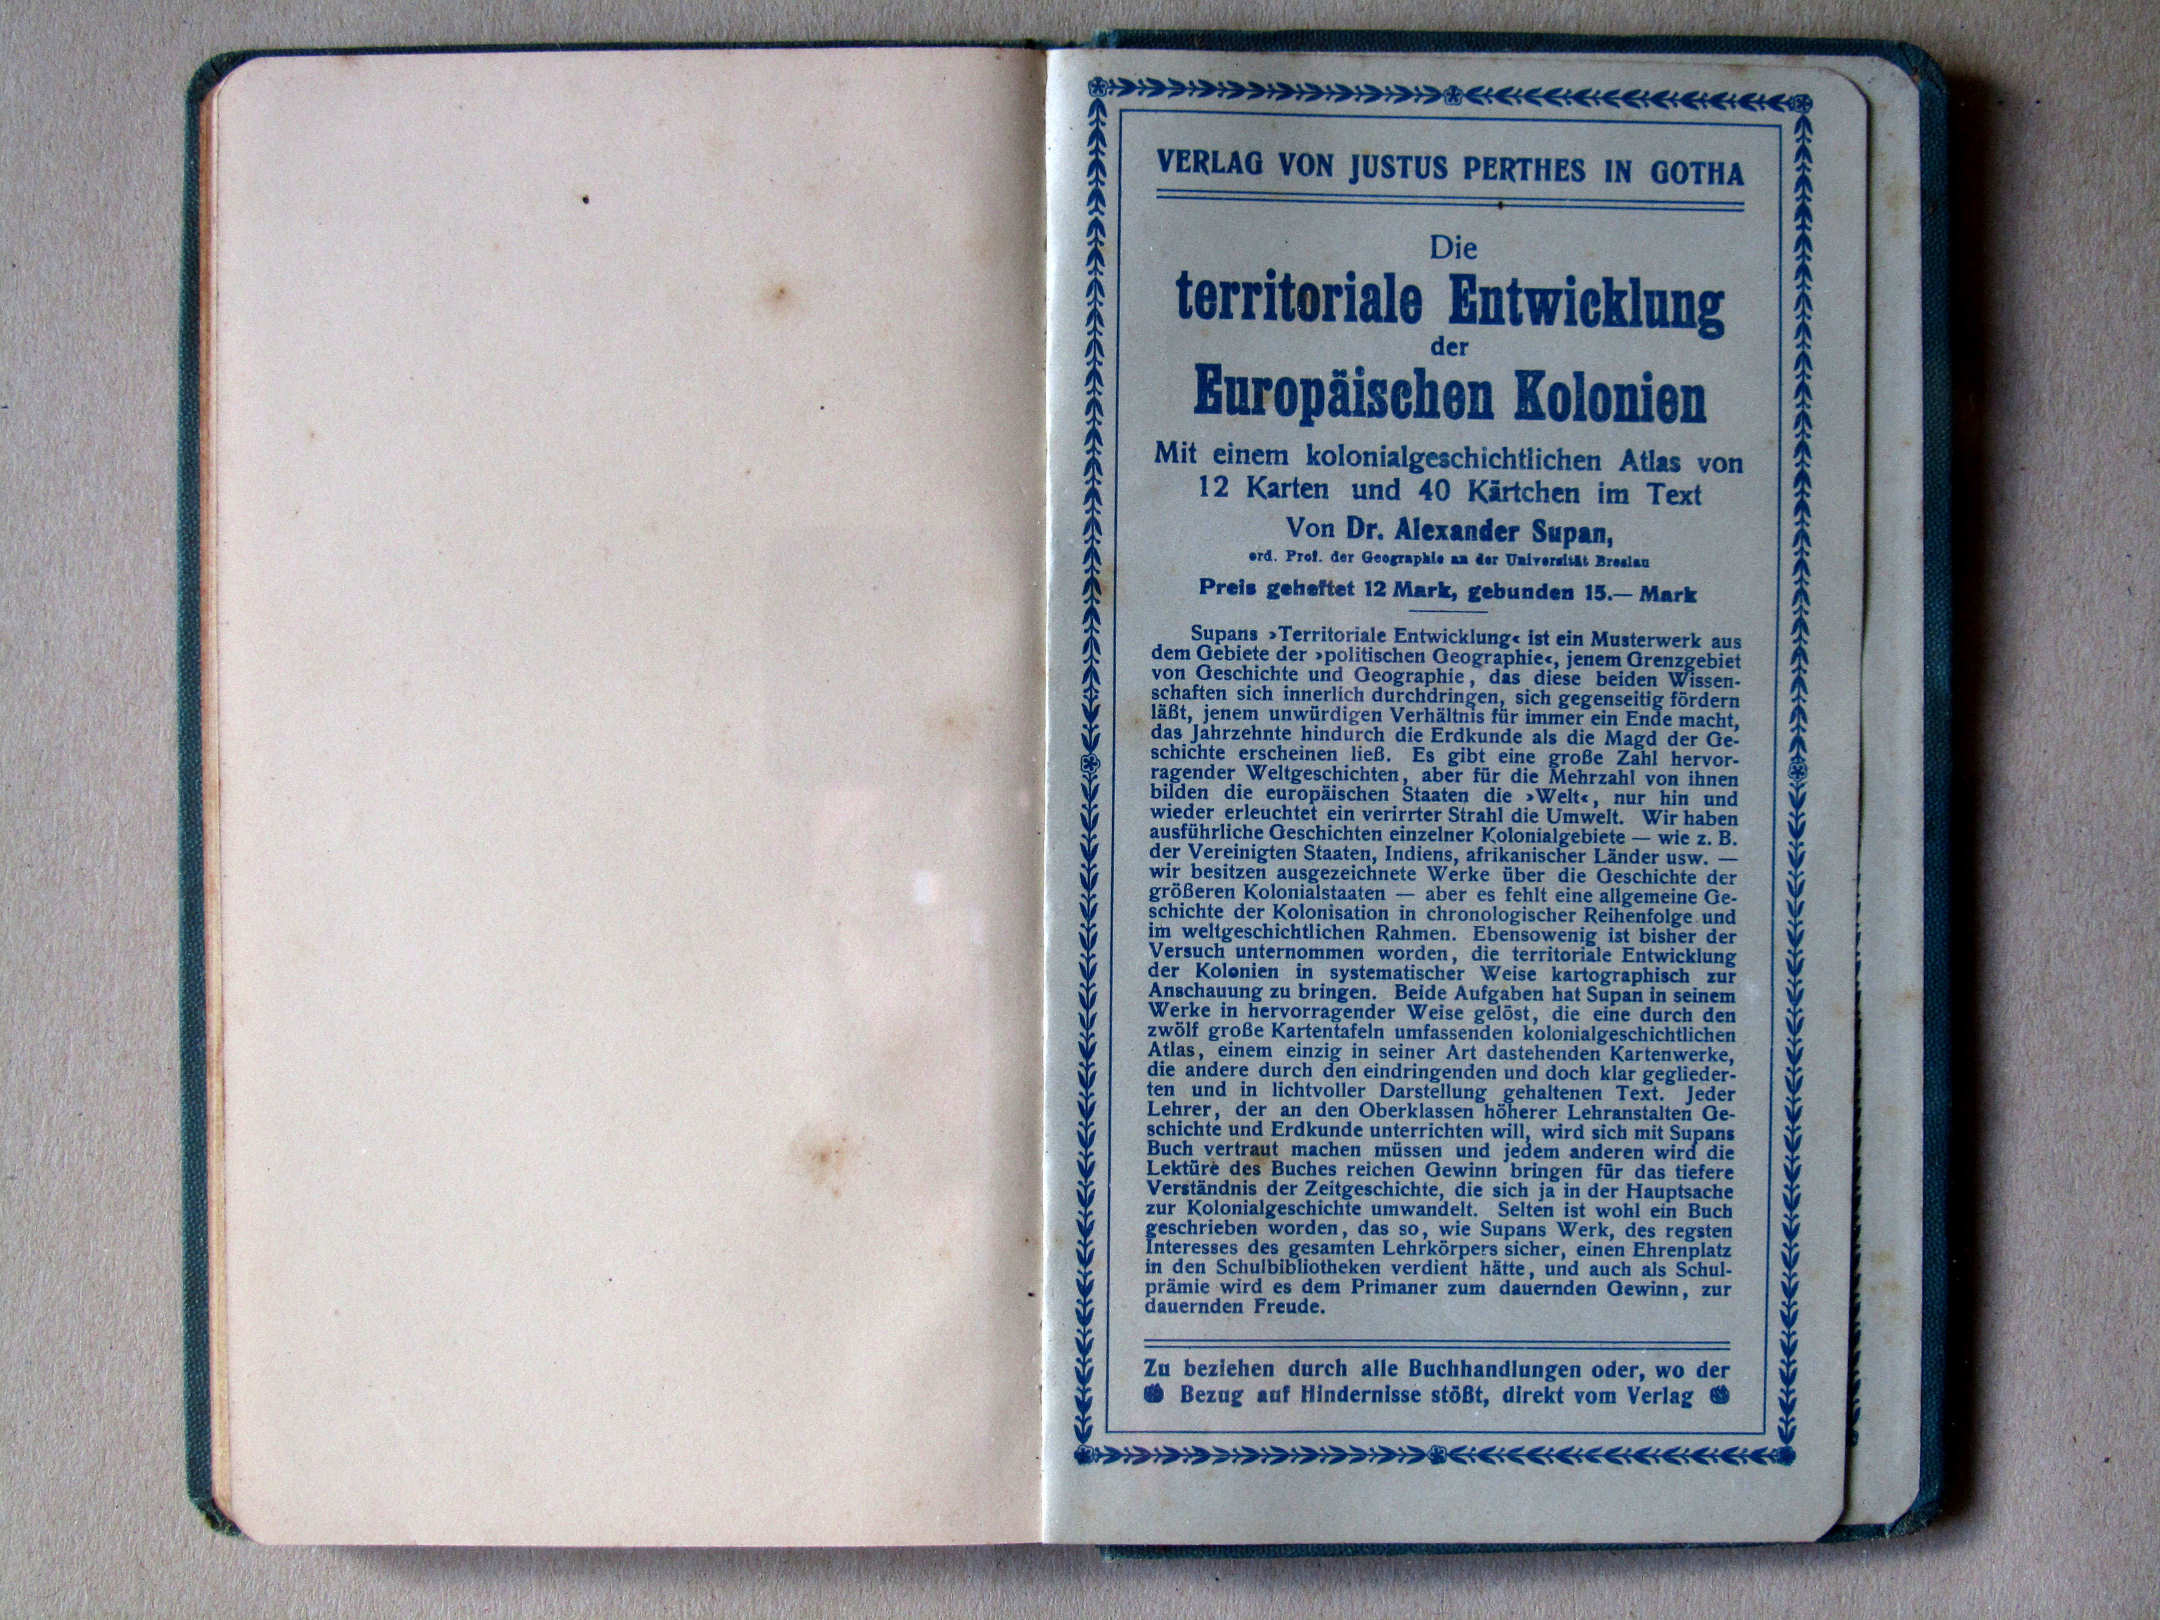 VERLAG VON JUSTUS PERTHES IN GOTHA
Die
territoriale Entwicklung
der
Europäischen Kolonien
Mit einem kolonialgeschichtlichen Atlas von
12 Karten und 40 Kärtchen im Text
Von Dr. Alexander Supan,
ord. Prof. der Geographie an der Universität Breslau
Preis geheftet 12 Mark, gebunden 15.— Mark
Supans ›Territoriale Entwicklung‹ ist ein Musterwerk aus
dem Gebiete der ›politischen Geographie‹, jenem Grenzgebiet
von Geschichte und Geographie, das diese beiden Wissen-
schaften sich innerlich durchdringen, sich gegenseitig fördern
läßt, jenem unwürdigen Verhältnis für immer ein Ende macht,
das Jahrzehnte hindurch die Erdkunde als die Magd der Ge-
schichte erscheinen ließ. Es gibt eine große Zahl hervor-
ragender Weltgeschichten, aber für die Mehrzahl von ihnen
bilden die europäischen Staaten die ›Welt‹, nur hin und
wieder erleuchtet ein verirrter Strahl die Umwelt. Wir haben
ausführliche Geschichten einzelner Kolonialgebiete — wie z. B.
der Vereinigten Staaten, Indiens, afrikanischer Länder usw. —
wir besitzen ausgezeichnete Werke über die Geschichte der
größeren Kolonialstaaten — aber es fehlt eine allgemeine Ge-
schichte der Kolonisation in chronologischer Reihenfolge und
im weltgeschichtlichen Rahmen. Ebensowenig ist bisher der
Versuch unternommen worden, die territoriale Entwicklung
der Kolonien in systematischer Weise kartographisch zur
Anschauung zu bringen. Beide Aufgaben hat Supan in seinem
Werke in hervorragender Weise gelöst, die eine durch den
zwölf große Kartentafeln umfassenden kolonialgeschichtlichen
Atlas, einem einzig in seiner Art dastehenden Kartenwerke,
die andere durch den eindringenden und doch klar geglieder-
ten und in lichtvoller Darstellung gehaltenen Text. Jeder
Lehrer, der an den Oberklassen höherer Lehranstalten Ge-
schichte und Erdkunde unterrichten will, wird sich mit Supans
Buch vertraut machen müssen und jedem anderen wird die
Lektüre des Buches reichen Gewinn bringen für das tiefere
Verständnis der Zeitgeschichte, die sich ja in der Hauptsache
zur Kolonialgeschichte umwandelt. Selten ist wohl ein Buch
geschrieben worden, das so, wie Supans Werk, des regsten
Interesses des gesamten Lehrkörpers sicher, einen Ehrenplatz
in den Schulbibliotheken verdient hätte, und auch als Schul-
prämie wird es dem Primaner zum dauernden Gewinn, zur
dauernden Freude.
Zu beziehen durch alle Buchhandlungen oder, wo der
Bezug auf Hindernisse stößt, direkt vom Verlag